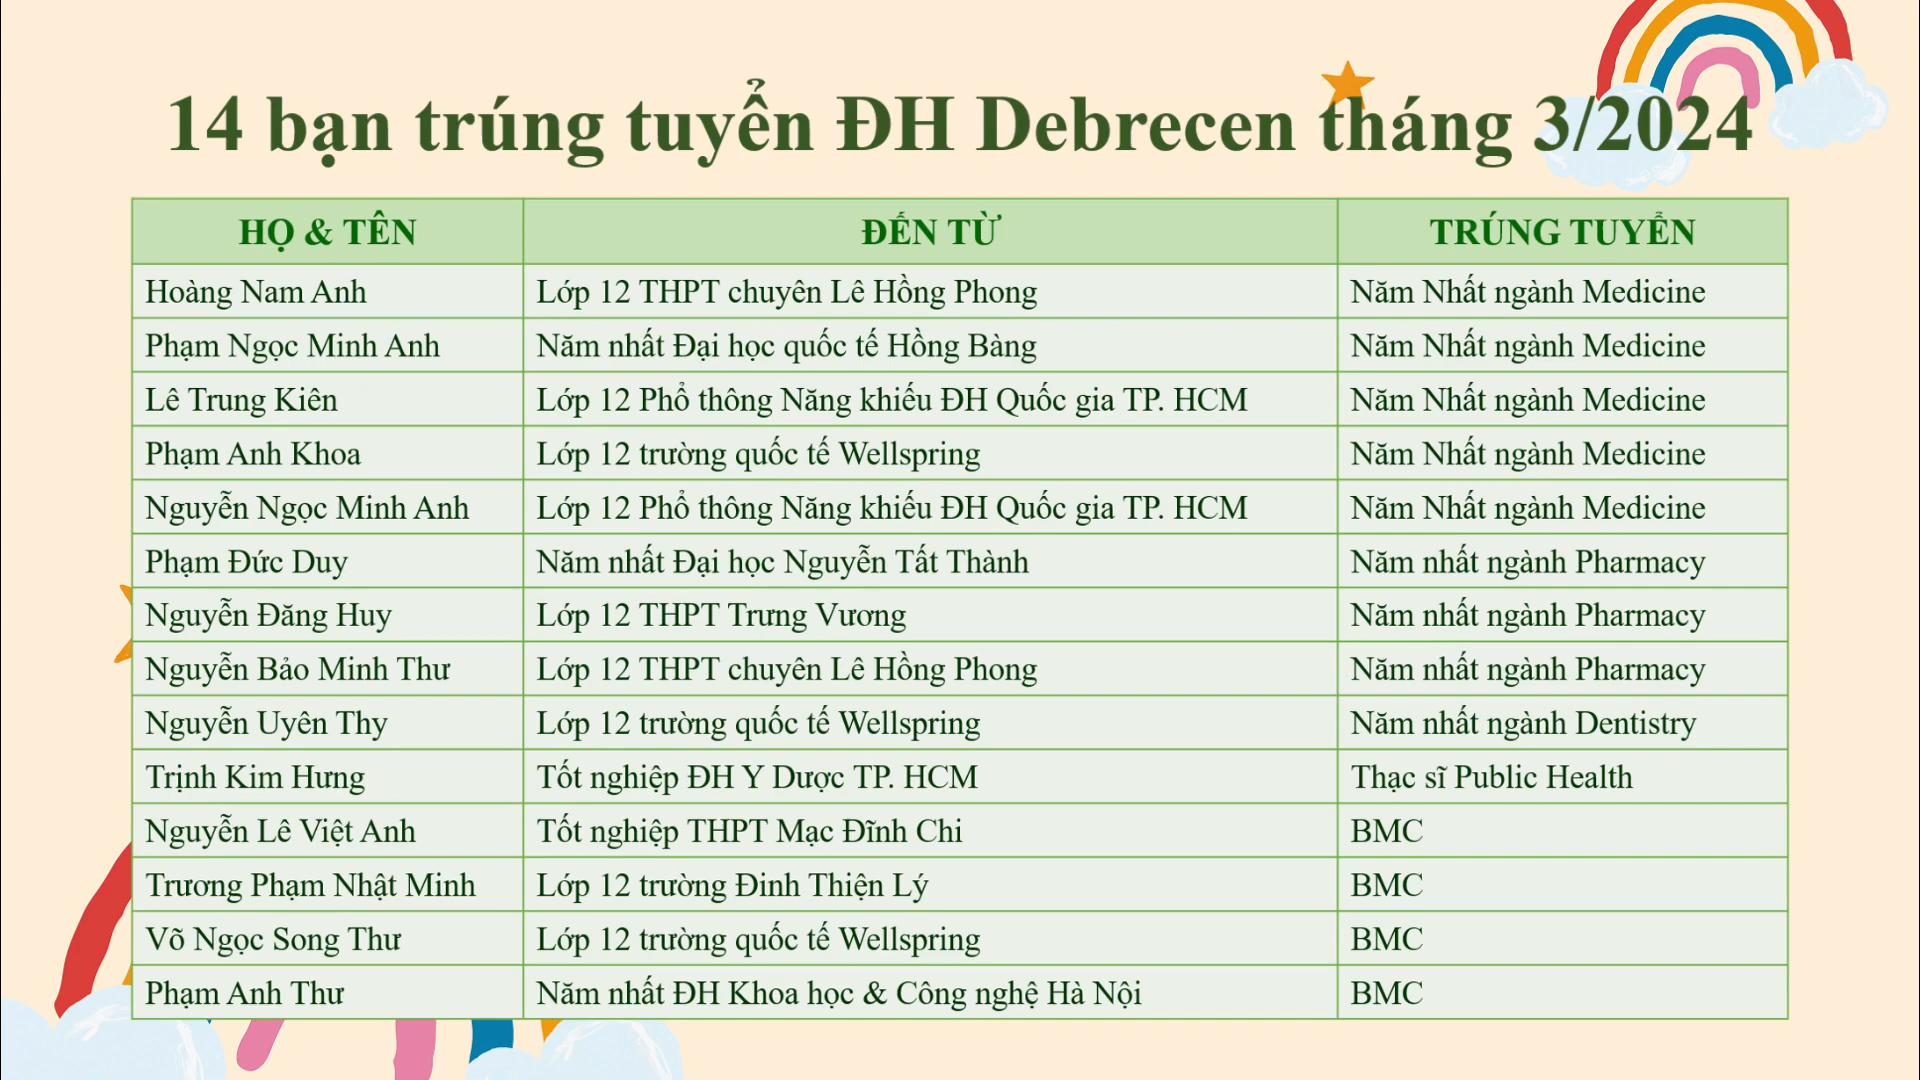 14 bạn trúng tuyển ĐH Debrecen tháng 3/2024
HỌ & TÊN ĐẾN TỪ TRÚNG TUYỂN
Hoàng Nam Anh Lớp 12 THPT chuyên Lê Hồng Phong Năm Nhất ngành Medicine
Phạm Ngọc Minh Anh Năm nhất Đại học quốc tế Hồng Bàng Năm Nhất ngành Medicine
Lê Trung Kiên Lớp 12 Phổ thông Năng khiếu ĐH Quốc gia TP. HCM Năm Nhất ngành Medicine
Phạm Anh Khoa Lớp 12 trường quốc tế Wellspring Năm Nhất ngành Medicine
Nguyễn Ngọc Minh Anh Lớp 12 Phổ thông Năng khiếu ĐH Quốc gia TP. HCM Năm Nhất ngành Medicine
Phạm Đức Duy Năm nhất Đại học Nguyễn Tất Thành Năm nhất ngành Pharmacy
Nguyễn Đăng Huy Lớp 12 THPT Trưng Vương Năm nhất ngành Pharmacy
Nguyễn Bảo Minh Thư Lớp 12 THPT chuyên Lê Hồng Phong Năm nhất ngành Pharmacy
Nguyễn Uyên Thy Lớp 12 trường quốc tế Wellspring Năm nhất ngành Dentistry
Trịnh Kim Hưng Tốt nghiệp ĐH Y Dược TP. HCM Thạc sĩ Public Health
Nguyễn Lê Việt Anh Tốt nghiệp THPT Mạc Đĩnh Chi BMC
Trương Phạm Nhật Minh Lớp 12 trường Đinh Thiện Lý BMC
Võ Ngọc Song Thư Lớp 12 trường quốc tế Wellspring BMC
Phạm Anh Thư Năm nhất ĐH Khoa học & Công nghệ Hà Nội BMC